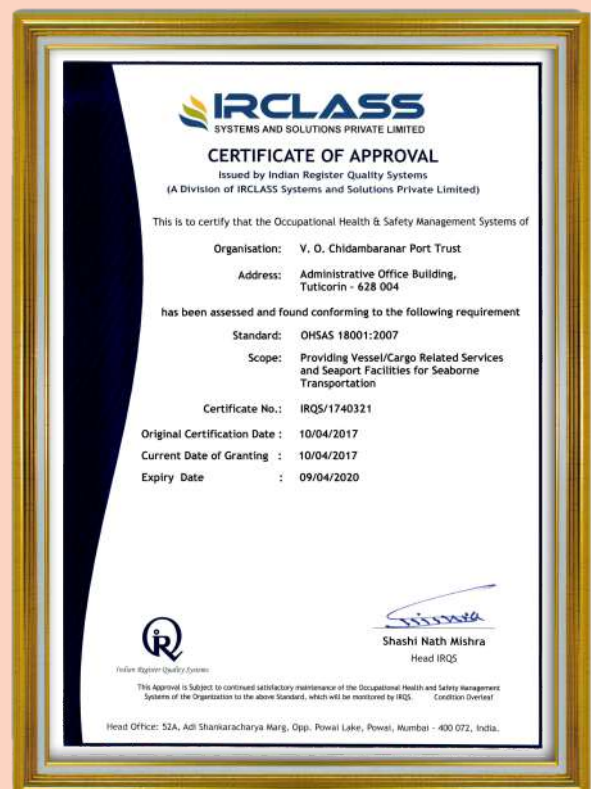 IRCLASS
SYSTEMS AND SOLUTIONS PRIVATE LIMITED
CERTIFICATE OF APPROVAL
Issued by Indian Register Quality Systems
(A Division of IRCLASS Systems and Solutions Private Limited)
This is to certify that the Occupational Health & Safety Management Systems of
Organisation: V. O. Chidambaranar Port Trust
Address: Administrative Office Building,
Tuticorin - 628 004
has been assessed and found conforming to the following requirement
Standard: OHSAS 18001:2007
Scope: Providing Vessel/Cargo Related Services
and Seaport Facilities for Seaborne
Transportation
Certificate No.: IRQS/1740321
Original Certification Date : 10/04/2017
Current Date of Granting : 10/04/2017
Expiry Date : 09/04/2020
Shashi Nath Mishra
Head IRQS
IRQ
Indian Register Quality Systems
This Approval is Subject to continued satisfactory maintenance of the Occupational Health and Safety Management
Systems of the Organization to the above Standard, which will be monitored by IRQS. Condition Overleaf
Head Office: 52A, Adi Shankaracharya Marg, Opp. Powai Lake, Powai, Mumbai - 400 072, India.